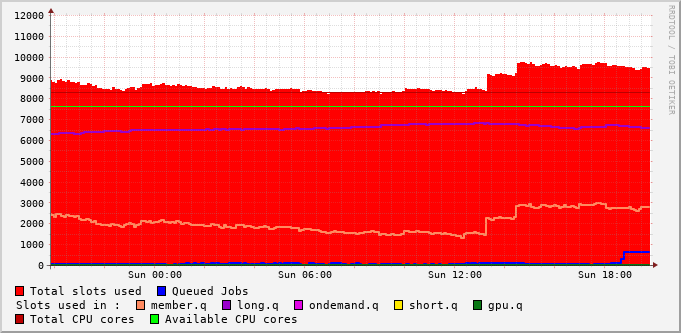 12000
11000
10000
9000
8000
7000
6000
5000
4000
3000
2000
1000
0
Sun 00:00 Sun 06:00 Sun 12:00 Sun 18:00
RRDTOOL / TOBI OETIKER
Total slots used Queued Jobs
Slots used in : member.q long.q ondemand.q short.q gpu.q
Total CPU cores Available CPU cores